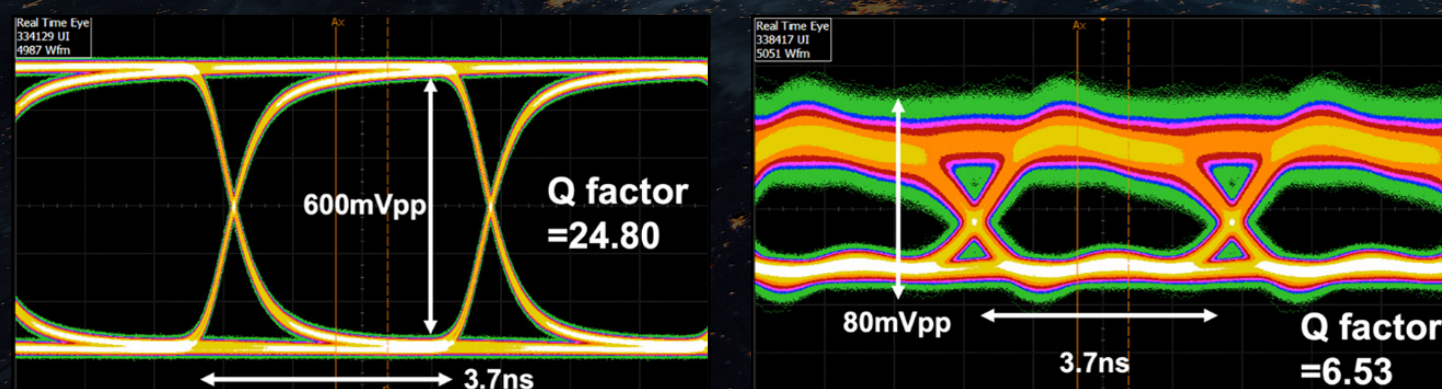 Real Time Eye
334129 UI
4987 Wfm
Ax
600mVpp
Q factor
=24.80
3.7ns
Real Time Eye
338417 UI
5051 Wfm
Ax
80mVpp
3.7ns
Q factor
=6.53